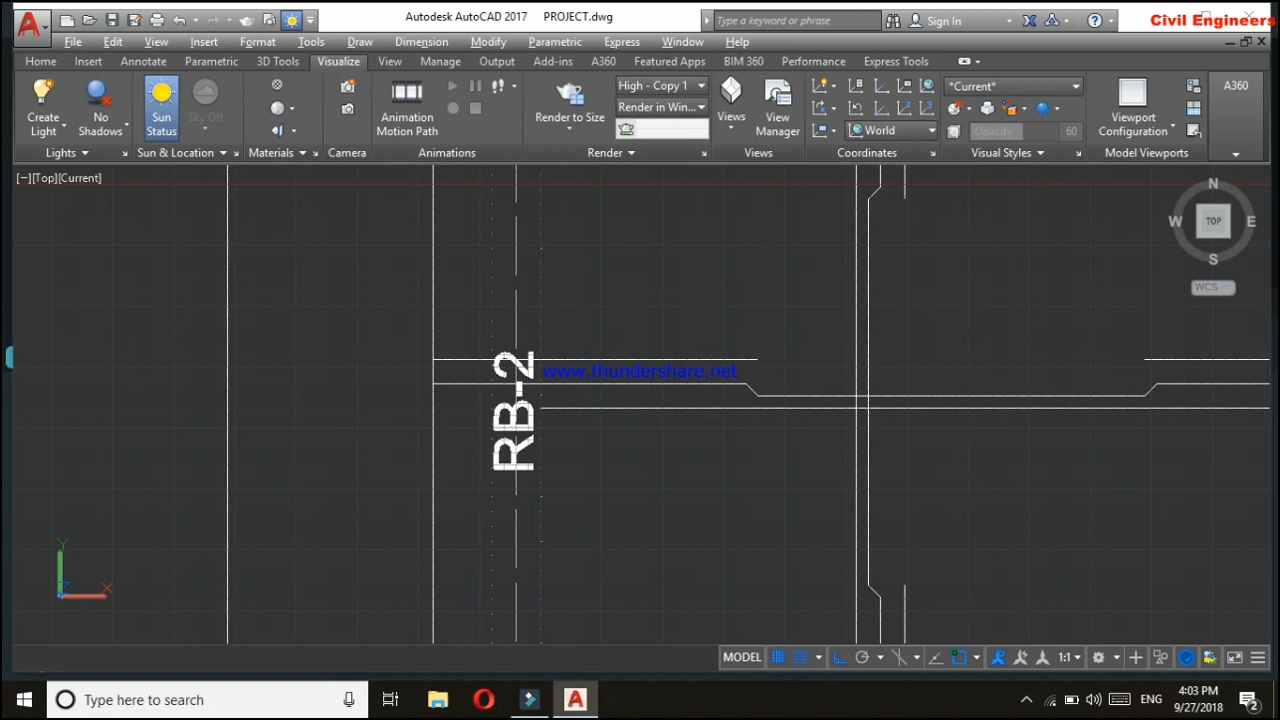 Autodesk AutoCAD 2017 PROJECT.dwg
Type a keyword or phrase
Sign In
Civil Engineers
File Edit View Insert Format Tools Draw Dimension Modify Parametric Express Window Help
Home Insert Annotate Parametric 3D Tools Visualize View Manage Output Add-ins A360 Featured Apps BIM 360 Performance Express Tools
Create Light
No Shadows
Sun Status
Sky Off
Animation Motion Path
Render to Size
High - Copy 1
Render in Win...
Views
View Manager
World
*Current*
Opacity 60
Viewport Configuration
A360
Lights Sun & Location Materials Camera Animations Render Views Coordinates Visual Styles Model Viewports
[−][Top][Current]
N
W TOP E
S
WCS
RB-2
www.thundershare.net
Y
X
Z
MODEL 1:1
Type here to search
ENG
4:03 PM
9/27/2018
2